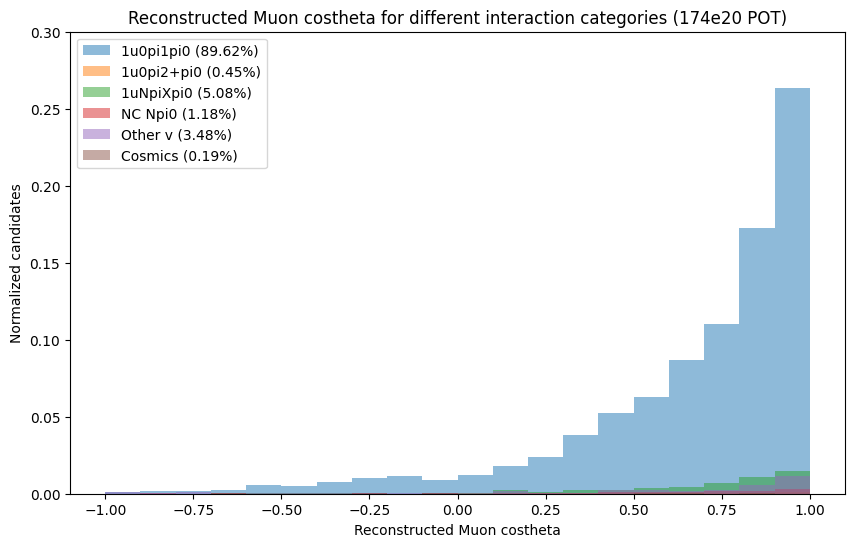 Reconstructed Muon costheta for different interaction categories (174e20 POT)
1u0pi1pi0 (89.62%)
1u0pi2+pi0 (0.45%)
1uNpiXpi0 (5.08%)
NC Npi0 (1.18%)
Other v (3.48%)
Cosmics (0.19%)
Normalized candidates
0.30
0.25
0.20
0.15
0.10
0.05
0.00
−1.00 −0.75 −0.50 −0.25 0.00 0.25 0.50 0.75 1.00
Reconstructed Muon costheta